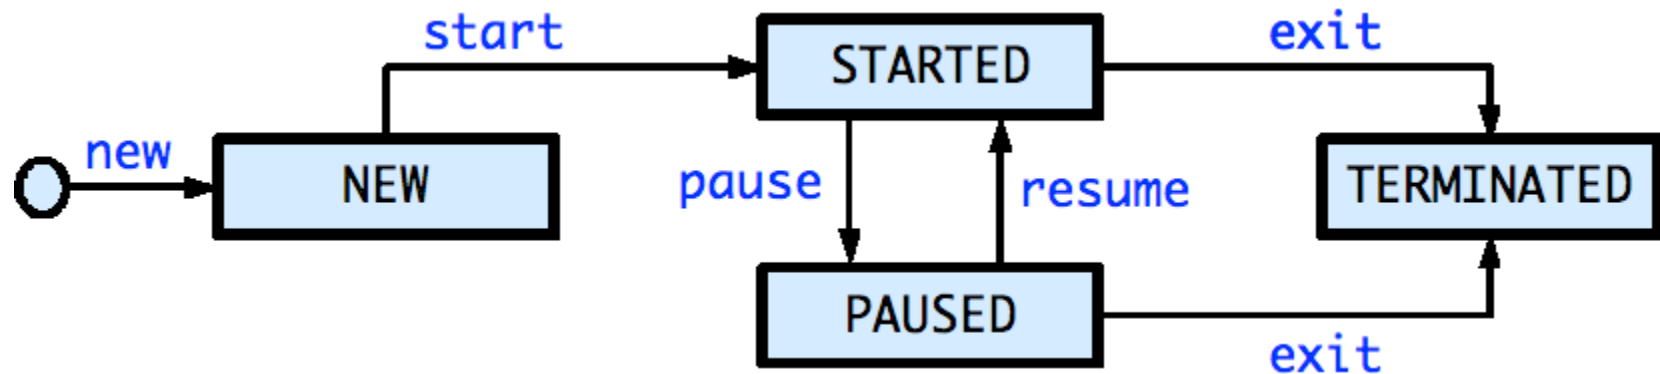 start
exit
STARTED
new
NEW
pause
resume
TERMINATED
PAUSED
exit